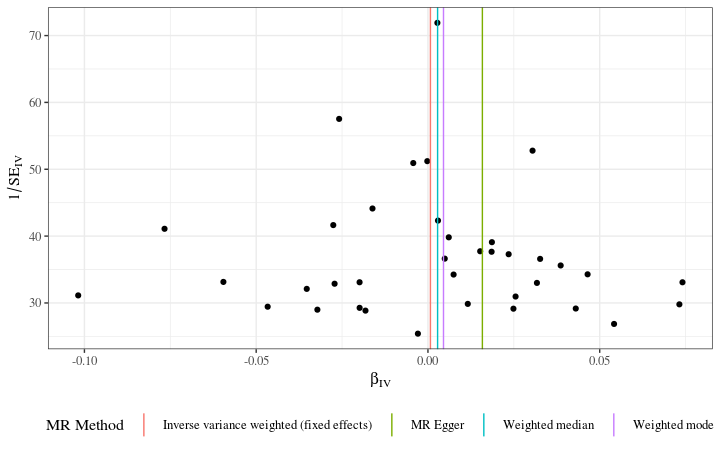 70
60
50
40
30
1/SE_IV
-0.10
-0.05
0.00
0.05
β_IV
MR Method
Inverse variance weighted (fixed effects)
MR Egger
Weighted median
Weighted mode